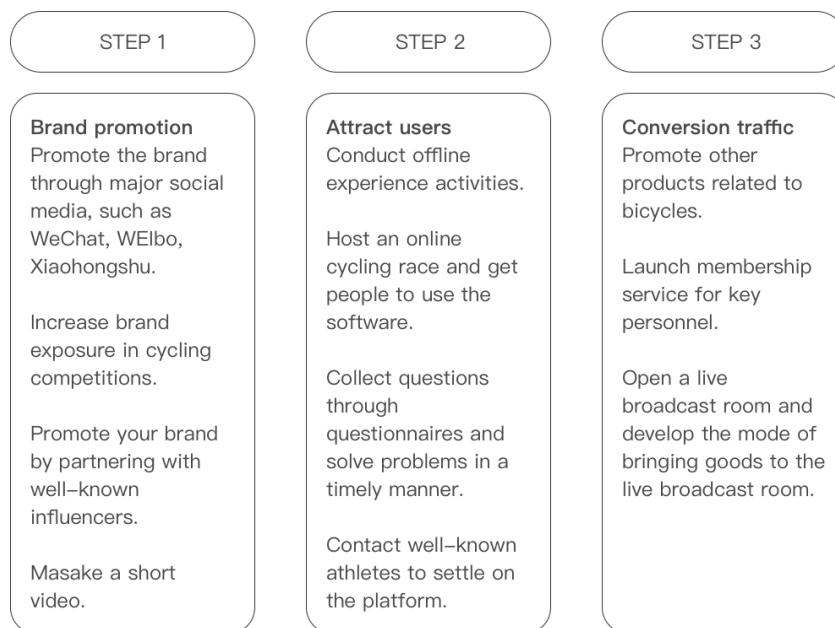 STEP 1
STEP 2
STEP 3
Brand promotion
Promote the brand
through major social
media, such as
WeChat, WEIbo,
Xiaohongshu.
Increase brand
exposure in cycling
competitions.
Promote your brand
by partnering with
well–known
influencers.
Masake a short
video.
Attract users
Conduct offline
experience activities.
Host an online
cycling race and get
people to use the
software.
Collect questions
through
questionnaires and
solve problems in a
timely manner.
Contact well–known
athletes to settle on
the platform.
Conversion traffic
Promote other
products related to
bicycles.
Launch membership
service for key
personnel.
Open a live
broadcast room and
develop the mode of
bringing goods to the
live broadcast room.